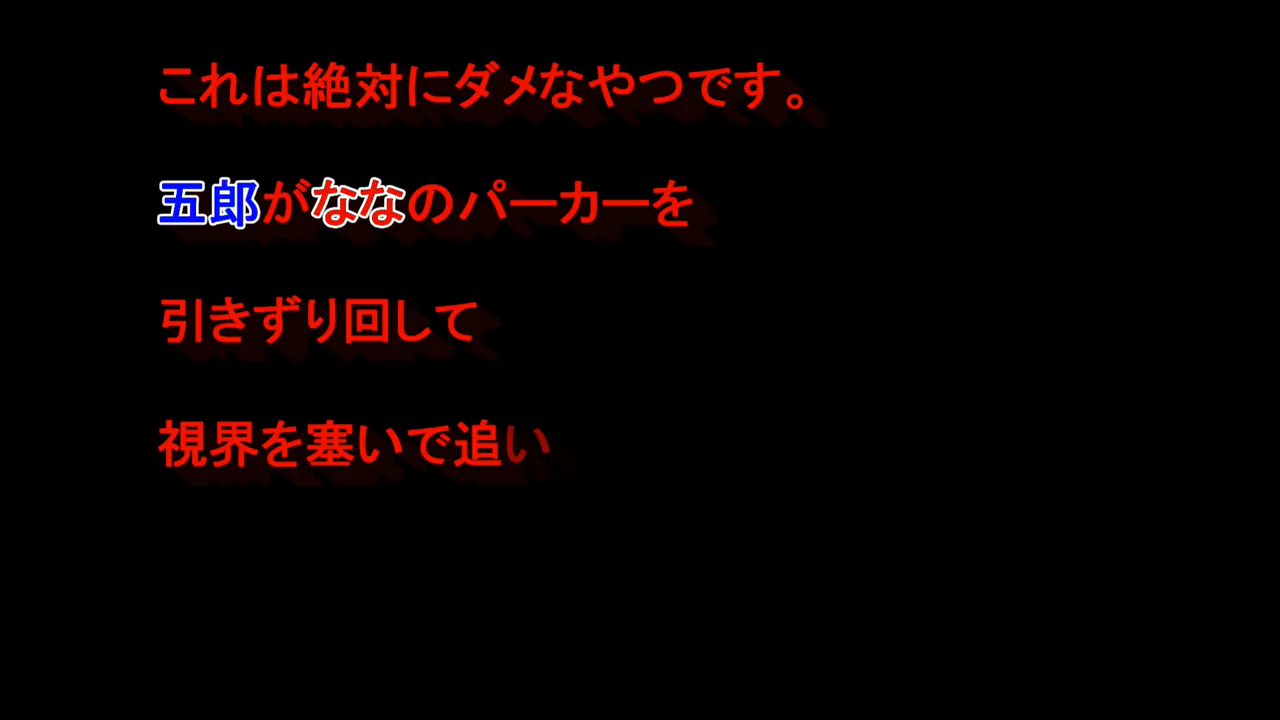 これは絶対にダメなやつです。
五郎がななのパーカーを
引きずり回して
視界を塞いで追い